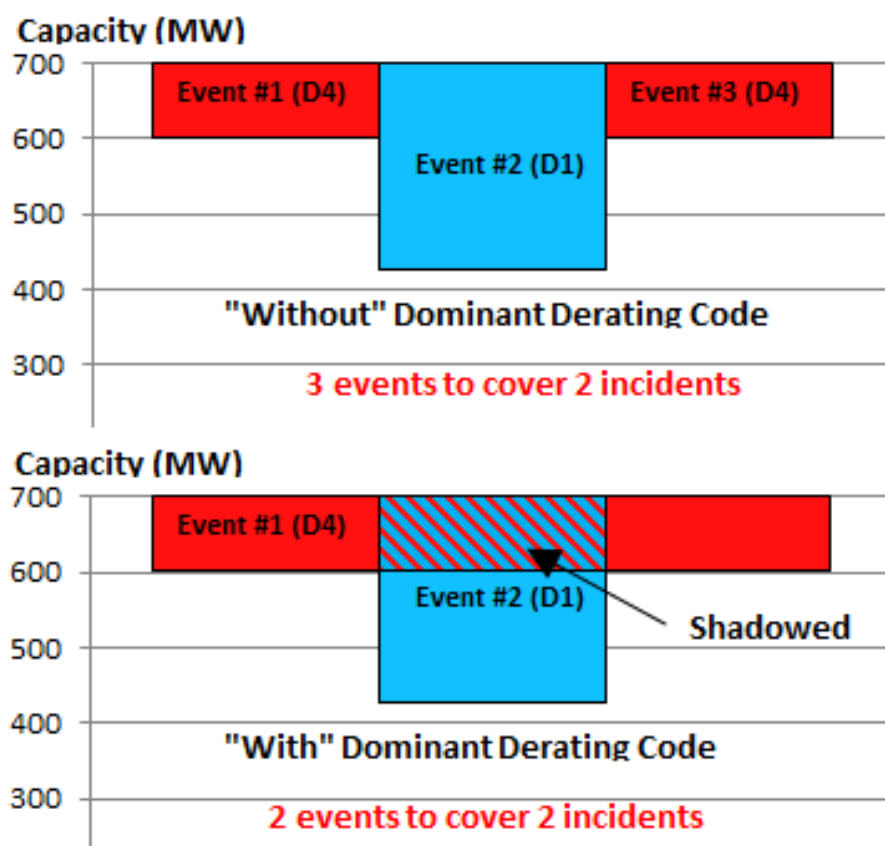 Capacity (MW)
700
Event #1 (D4)
Event #3 (D4)
600
Event #2 (D1)
500
400
"Without" Dominant Derating Code
300
3 events to cover 2 incidents
Capacity (MW)
700
Event #1 (D4)
600
Event #2 (D1)
Shadowed
500
400
"With" Dominant Derating Code
300
2 events to cover 2 incidents